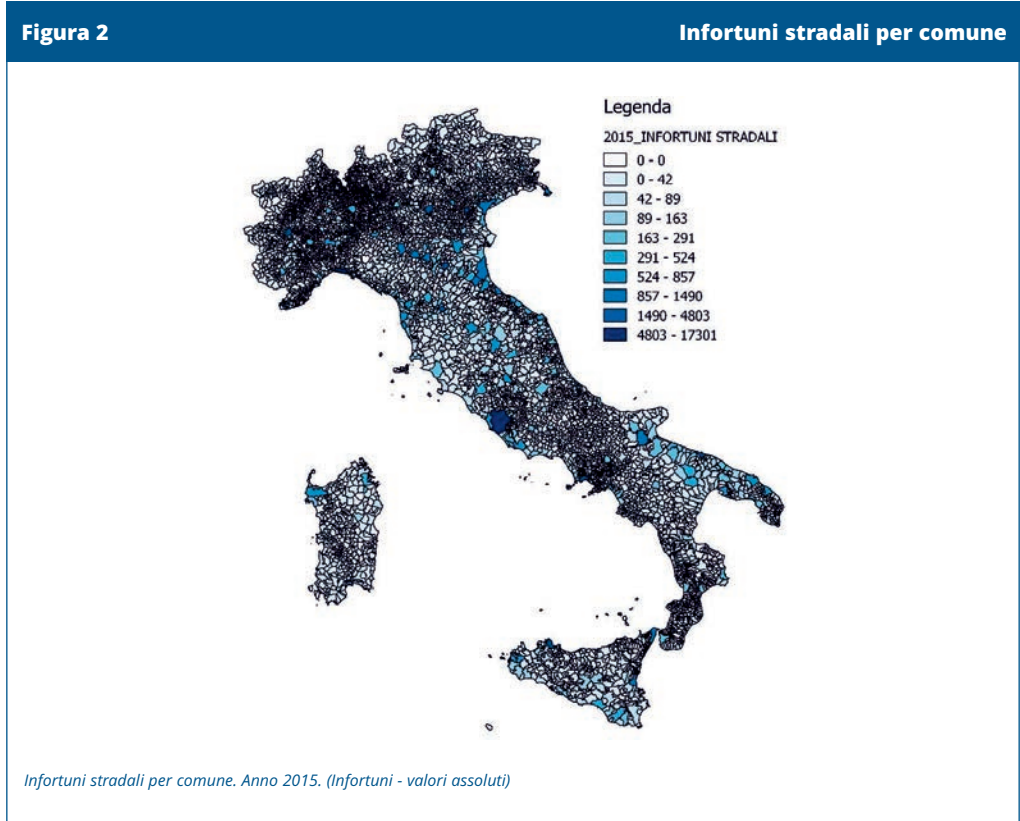 Figura 2
Infortuni stradali per comune
Legenda
2015_INFORTUNI STRADALI
0 - 0
0 - 42
42 - 89
89 - 163
163 - 291
291 - 524
524 - 857
857 - 1490
1490 - 4803
4803 - 17301
Infortuni stradali per comune. Anno 2015. (Infortuni - valori assoluti)